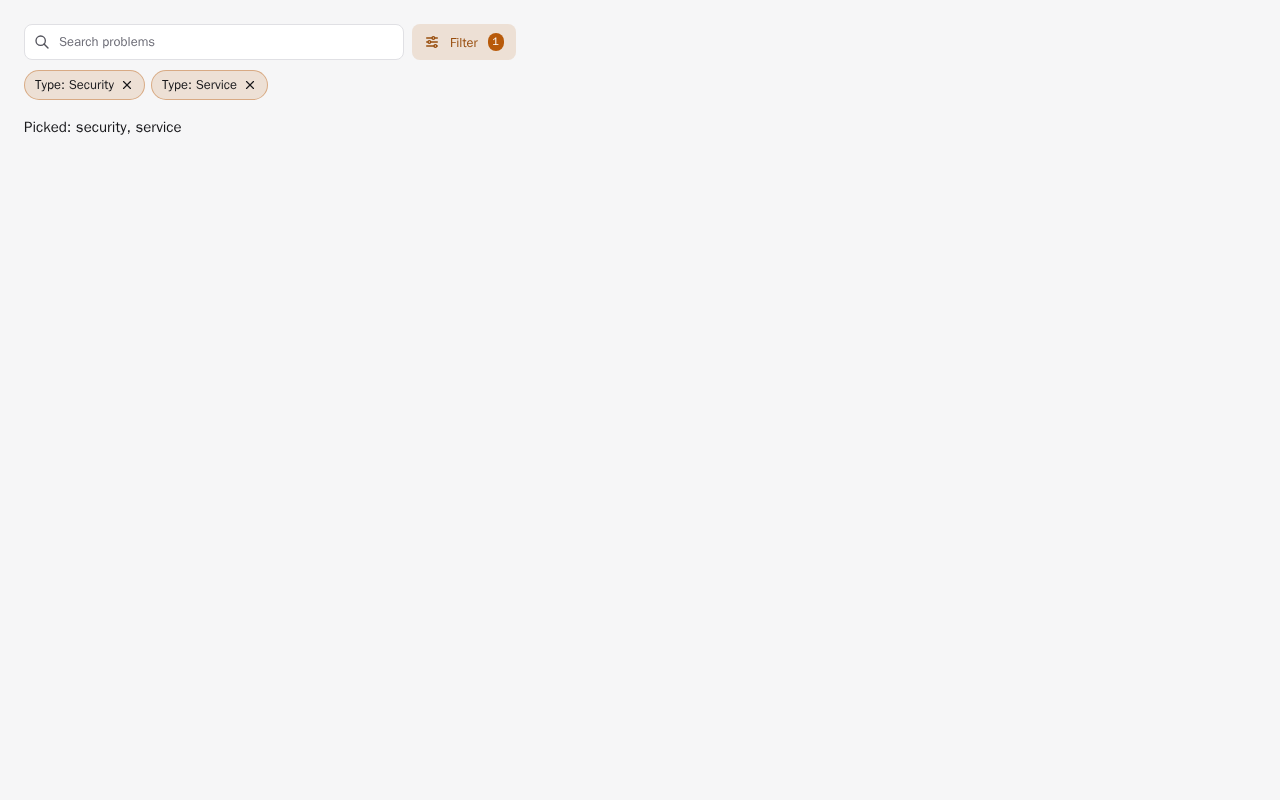 Search problems
Filter 1
Type: Security
Type: Service
Picked: security, service